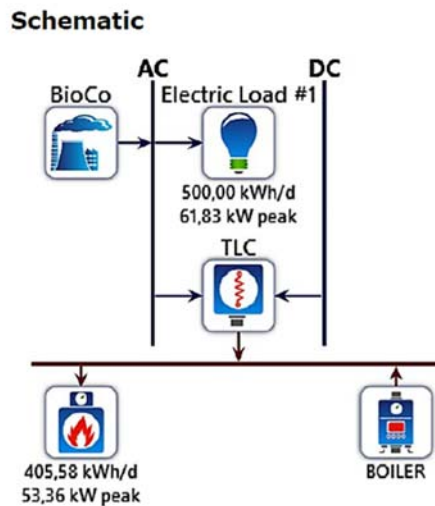 Schematic
AC DC
BioCo Electric Load #1
500,00 kWh/d
61,83 kW peak
TLC
405,58 kWh/d
53,36 kW peak
BOILER